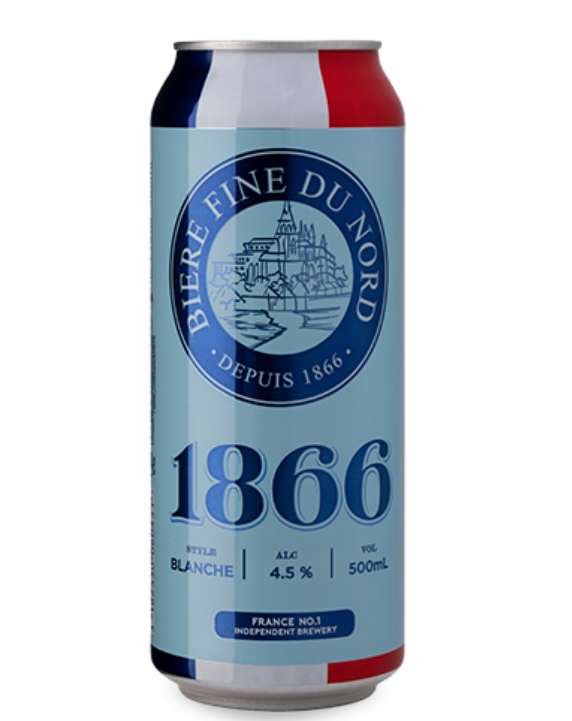 BIERE FINE DU NORD
· DEPUIS 1866 ·
1866
STYLE
BLANCHE
ALC
4.5 %
VOL
500mL
FRANCE NO.1
INDEPENDENT BREWERY